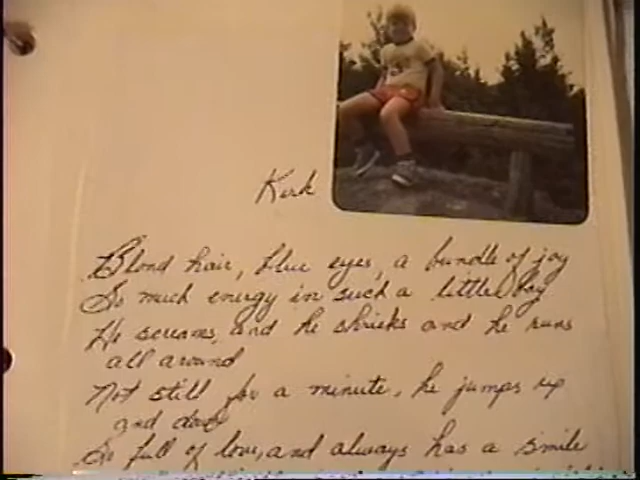 Kirk
Blond hair, blue eyes, a bundle of joy
So much energy in such a little boy
He screams, and he shrieks and he runs
all around
Not still for a minute, he jumps up
and down
So full of love, and always has a smile